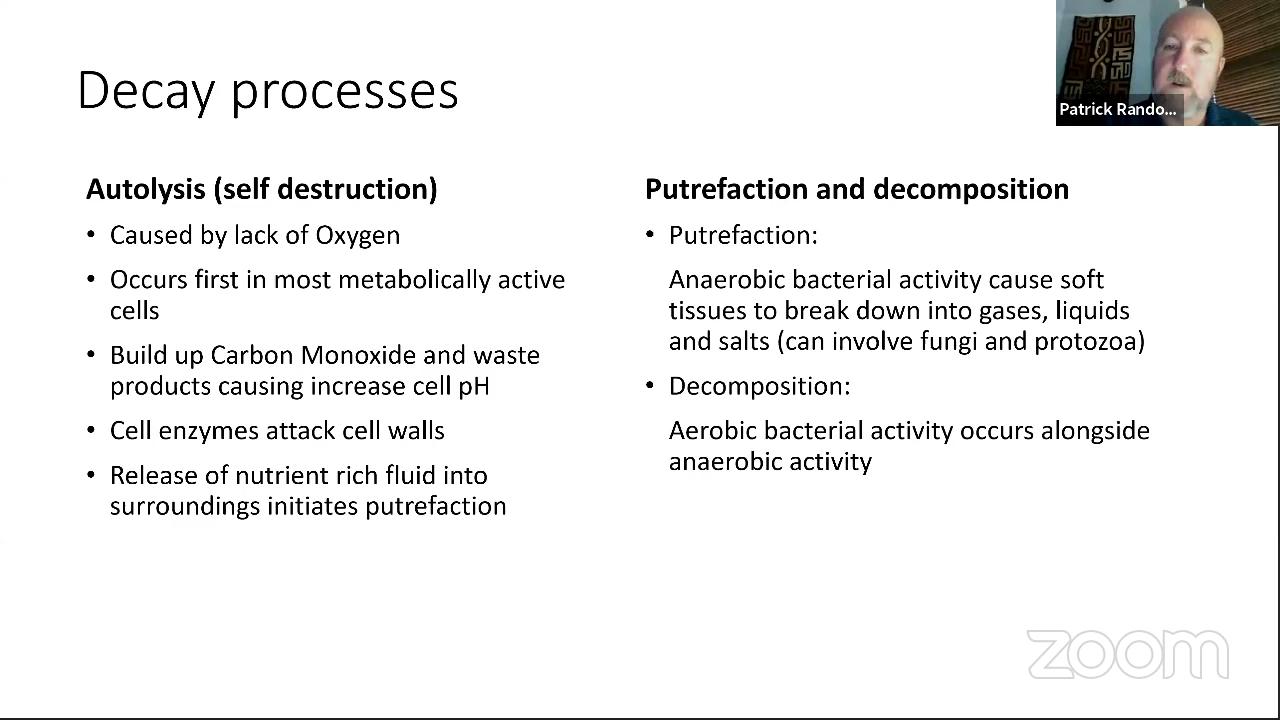 Decay processes
Patrick Rando...
Autolysis (self destruction)
• Caused by lack of Oxygen
• Occurs first in most metabolically active
cells
• Build up Carbon Monoxide and waste
products causing increase cell pH
• Cell enzymes attack cell walls
• Release of nutrient rich fluid into
surroundings initiates putrefaction
Putrefaction and decomposition
• Putrefaction:
Anaerobic bacterial activity cause soft
tissues to break down into gases, liquids
and salts (can involve fungi and protozoa)
• Decomposition:
Aerobic bacterial activity occurs alongside
anaerobic activity
zoom